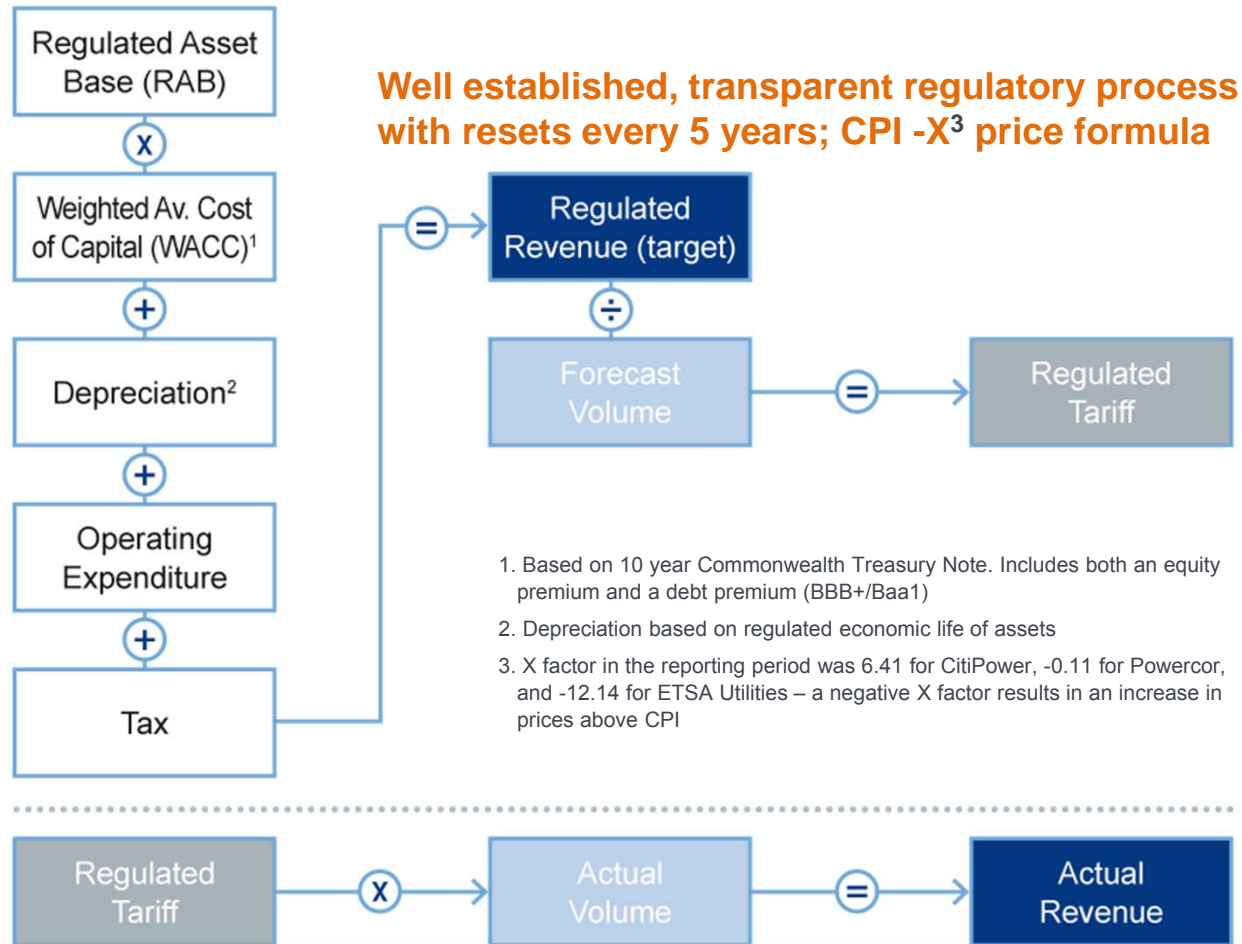 Regulated Asset
Base (RAB)
x
Weighted Av. Cost
of Capital (WACC)¹
+
Depreciation²
+
Operating
Expenditure
+
Tax
Well established, transparent regulatory process
with resets every 5 years; CPI -X³ price formula
=
Regulated
Revenue (target)
÷
Forecast
Volume
=
Regulated
Tariff
1. Based on 10 year Commonwealth Treasury Note. Includes both an equity
premium and a debt premium (BBB+/Baa1)
2. Depreciation based on regulated economic life of assets
3. X factor in the reporting period was 6.41 for CitiPower, -0.11 for Powercor,
and -12.14 for ETSA Utilities – a negative X factor results in an increase in
prices above CPI
Regulated
Tariff
x
Actual
Volume
=
Actual
Revenue